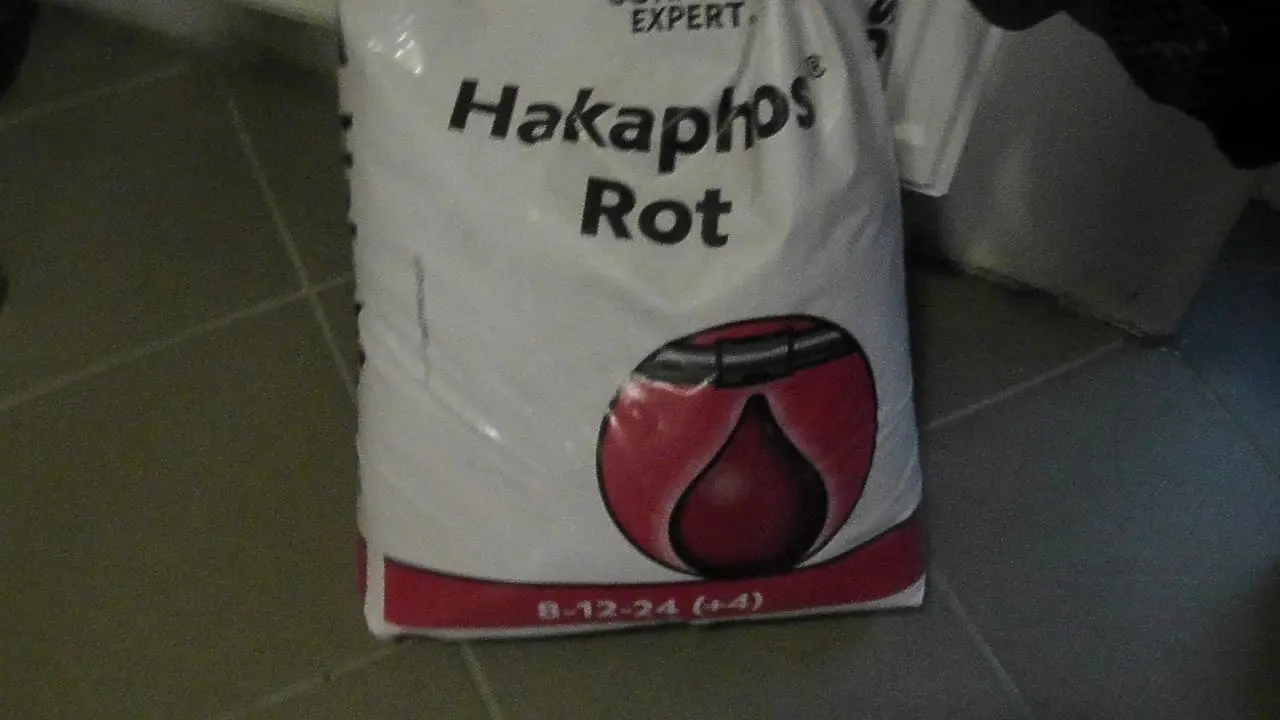 EXPERT®
Hakaphos®
Rot
8-12-24 (+4)